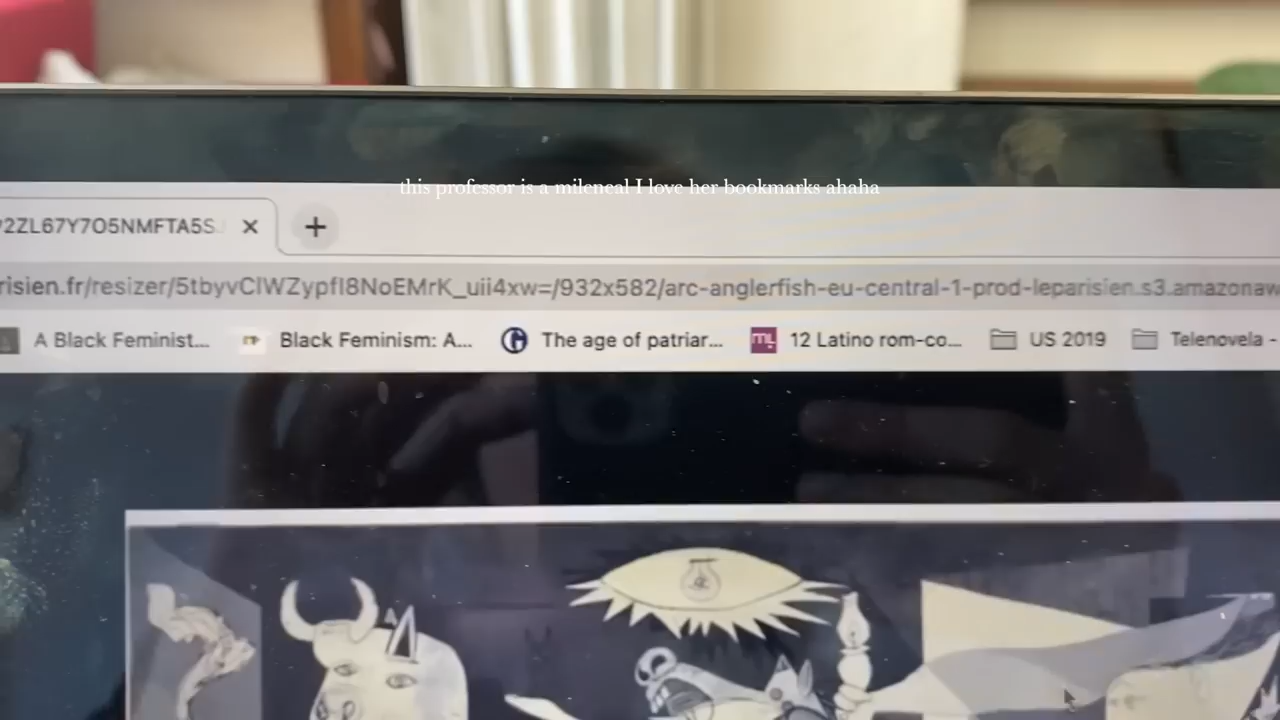 this professor is a mileneal I love her bookmarks ahaha
2ZL67Y7O5NMFTA5S
risien.fr/resizer/5tbyvClWZypfI8NoEMrK_uii4xw=/932x582/arc-anglerfish-eu-central-1-prod-leparisien.s3.amazonaw
A Black Feminist... Black Feminism: A... The age of patriar... 12 Latino rom-co... US 2019 Telenovela -